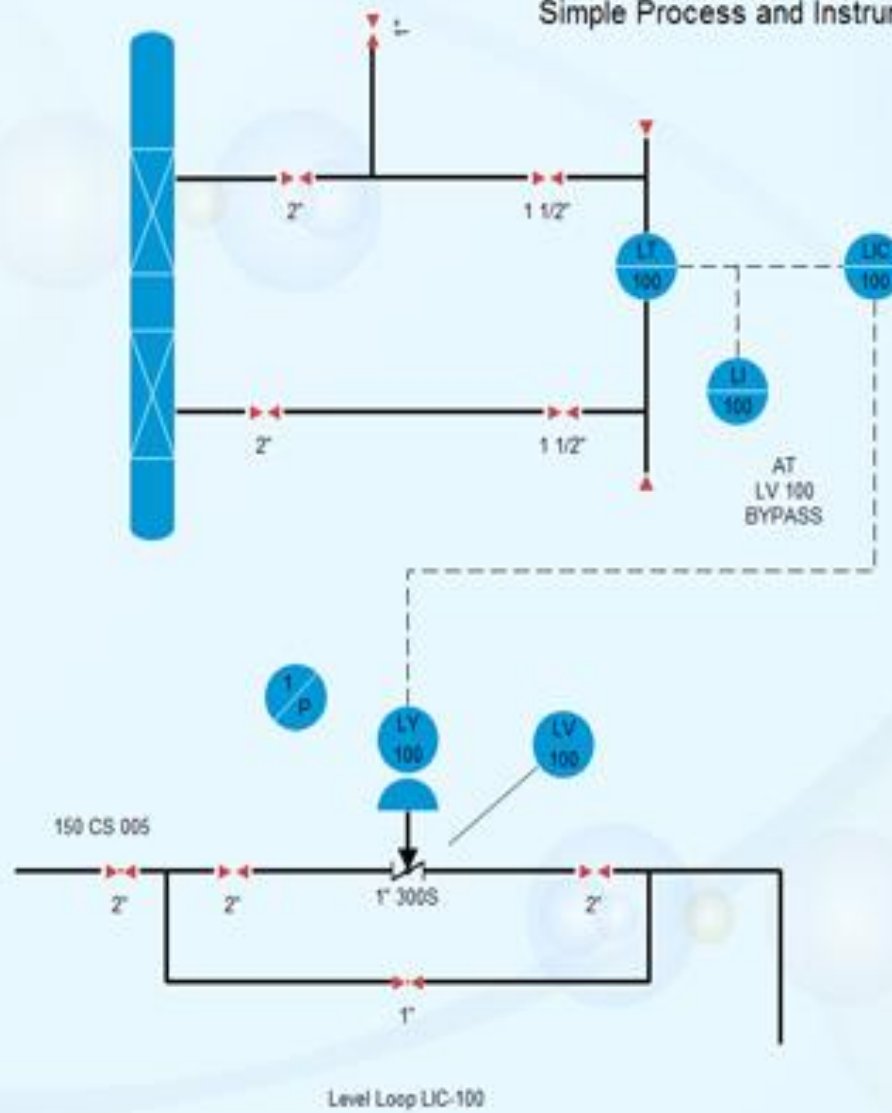 Simple Process and Instru
1"
2"
1 1/2"
LT
100
LIC
100
LI
100
2"
1 1/2"
AT
LV 100
BYPASS
1
P
LY
100
LV
100
150 CS 005
2"
2"
1" 300S
2"
1"
Level Loop LIC-100